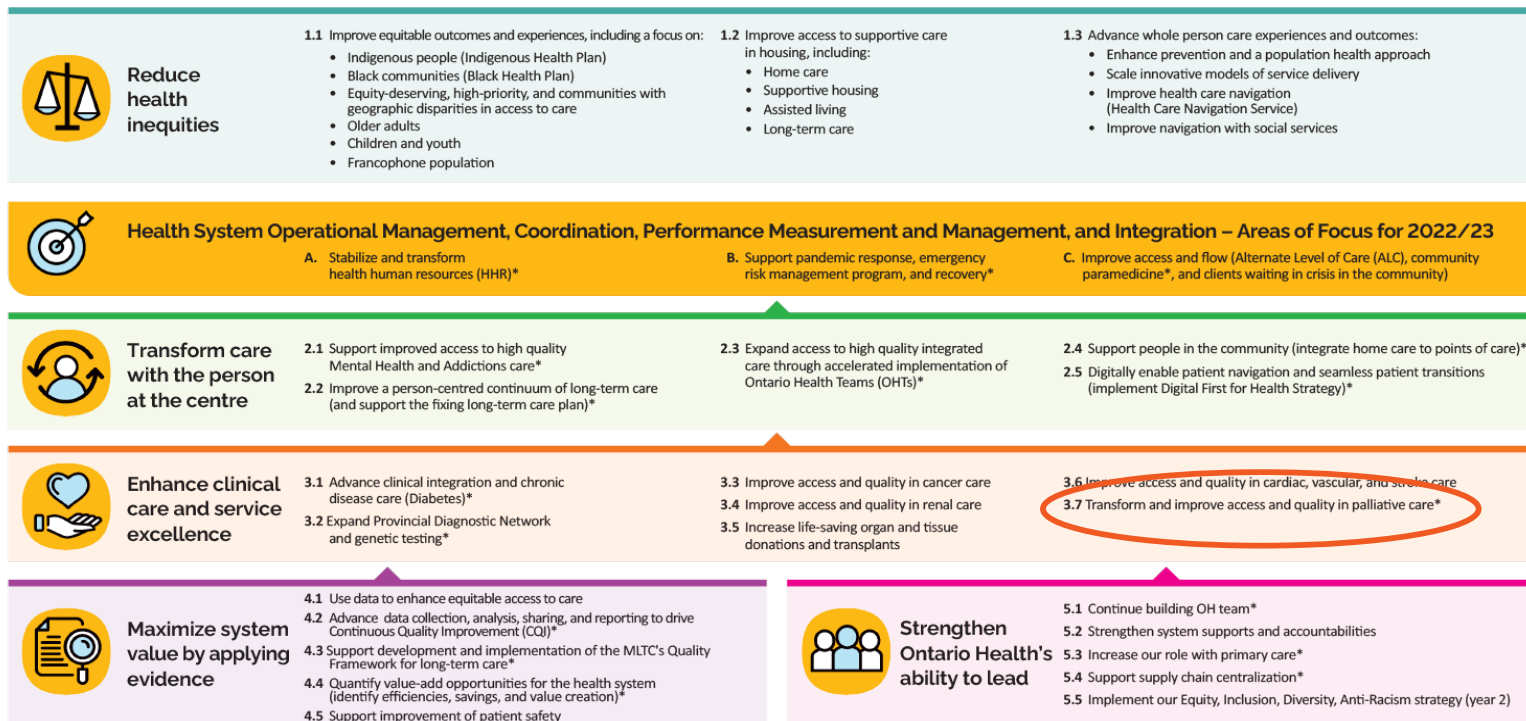 Reduce
health
inequities
1.1 Improve equitable outcomes and experiences, including a focus on:
• Indigenous people (Indigenous Health Plan)
• Black communities (Black Health Plan)
• Equity-deserving, high-priority, and communities with
geographic disparities in access to care
• Older adults
• Children and youth
• Francophone population
1.2 Improve access to supportive care
in housing, including:
• Home care
• Supportive housing
• Assisted living
• Long-term care
1.3 Advance whole person care experiences and outcomes:
• Enhance prevention and a population health approach
• Scale innovative models of service delivery
• Improve health care navigation
(Health Care Navigation Service)
• Improve navigation with social services
Health System Operational Management, Coordination, Performance Measurement and Management, and Integration – Areas of Focus for 2022/23
A. Stabilize and transform
health human resources (HHR)*
B. Support pandemic response, emergency
risk management program, and recovery*
C. Improve access and flow (Alternate Level of Care (ALC), community
paramedicine*, and clients waiting in crisis in the community)
Transform care
with the person
at the centre
2.1 Support improved access to high quality
Mental Health and Addictions care*
2.2 Improve a person-centred continuum of long-term care
(and support the fixing long-term care plan)*
2.3 Expand access to high quality integrated
care through accelerated implementation of
Ontario Health Teams (OHTs)*
2.4 Support people in the community (integrate home care to points of care)*
2.5 Digitally enable patient navigation and seamless patient transitions
(implement Digital First for Health Strategy)*
Enhance clinical
care and service
excellence
3.1 Advance clinical integration and chronic
disease care (Diabetes)*
3.2 Expand Provincial Diagnostic Network
and genetic testing*
3.3 Improve access and quality in cancer care
3.4 Improve access and quality in renal care
3.5 Increase life-saving organ and tissue
donations and transplants
3.6 Improve access and quality in cardiac, vascular, and stroke care
3.7 Transform and improve access and quality in palliative care*
Maximize system
value by applying
evidence
4.1 Use data to enhance equitable access to care
4.2 Advance data collection, analysis, sharing, and reporting to drive
Continuous Quality Improvement (CQI)*
4.3 Support development and implementation of the MLTC's Quality
Framework for long-term care*
4.4 Quantify value-add opportunities for the health system
(identify efficiencies, savings, and value creation)*
4.5 Support improvement of patient safety
Strengthen
Ontario Health's
ability to lead
5.1 Continue building OH team*
5.2 Strengthen system supports and accountabilities
5.3 Increase our role with primary care*
5.4 Support supply chain centralization*
5.5 Implement our Equity, Inclusion, Diversity, Anti-Racism strategy (year 2)